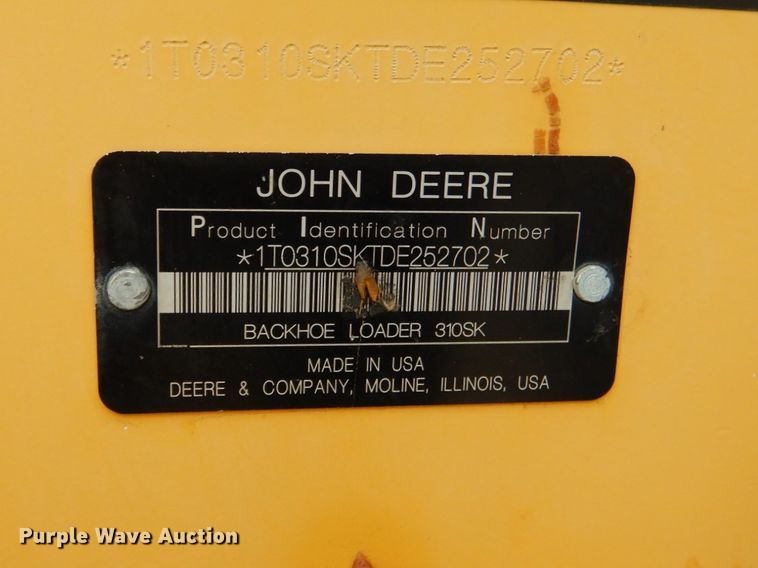 *1T0310SKTDE252702*
JOHN DEERE
Product Identification Number
*1T0310SKTDE252702*
BACKHOE LOADER 310SK
MADE IN USA
DEERE & COMPANY, MOLINE, ILLINOIS, USA
Purple Wave Auction